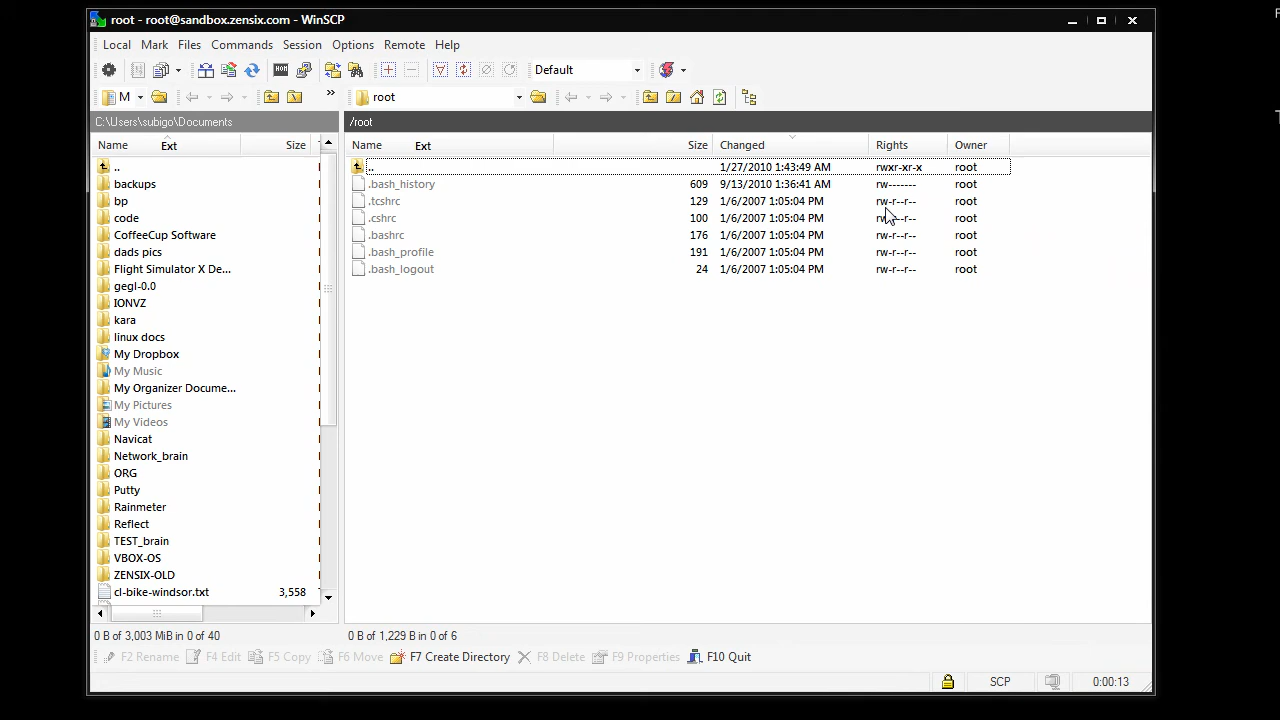 root - root@sandbox.zensix.com - WinSCP
Local Mark Files Commands Session Options Remote Help
Default
M » root
C:\Users\subigo\Documents /root
Name Ext Size Name Ext Size Changed Rights Owner
.. .. 1/27/2010 1:43:49 AM rwxr-xr-x root
backups .bash_history 609 9/13/2010 1:36:41 AM rw------- root
bp .tcshrc 129 1/6/2007 1:05:04 PM rw-r--r-- root
code .cshrc 100 1/6/2007 1:05:04 PM rw-r--r-- root
CoffeeCup Software .bashrc 176 1/6/2007 1:05:04 PM rw-r--r-- root
dads pics .bash_profile 191 1/6/2007 1:05:04 PM rw-r--r-- root
Flight Simulator X De... .bash_logout 24 1/6/2007 1:05:04 PM rw-r--r-- root
gegl-0.0
IONVZ
kara
linux docs
My Dropbox
My Music
My Organizer Docume...
My Pictures
My Videos
Navicat
Network_brain
ORG
Putty
Rainmeter
Reflect
TEST_brain
VBOX-OS
ZENSIX-OLD
cl-bike-windsor.txt 3,558
0 B of 3,003 MiB in 0 of 40 0 B of 1,229 B in 0 of 6
F2 Rename F4 Edit F5 Copy F6 Move F7 Create Directory F8 Delete F9 Properties F10 Quit
SCP 0:00:13